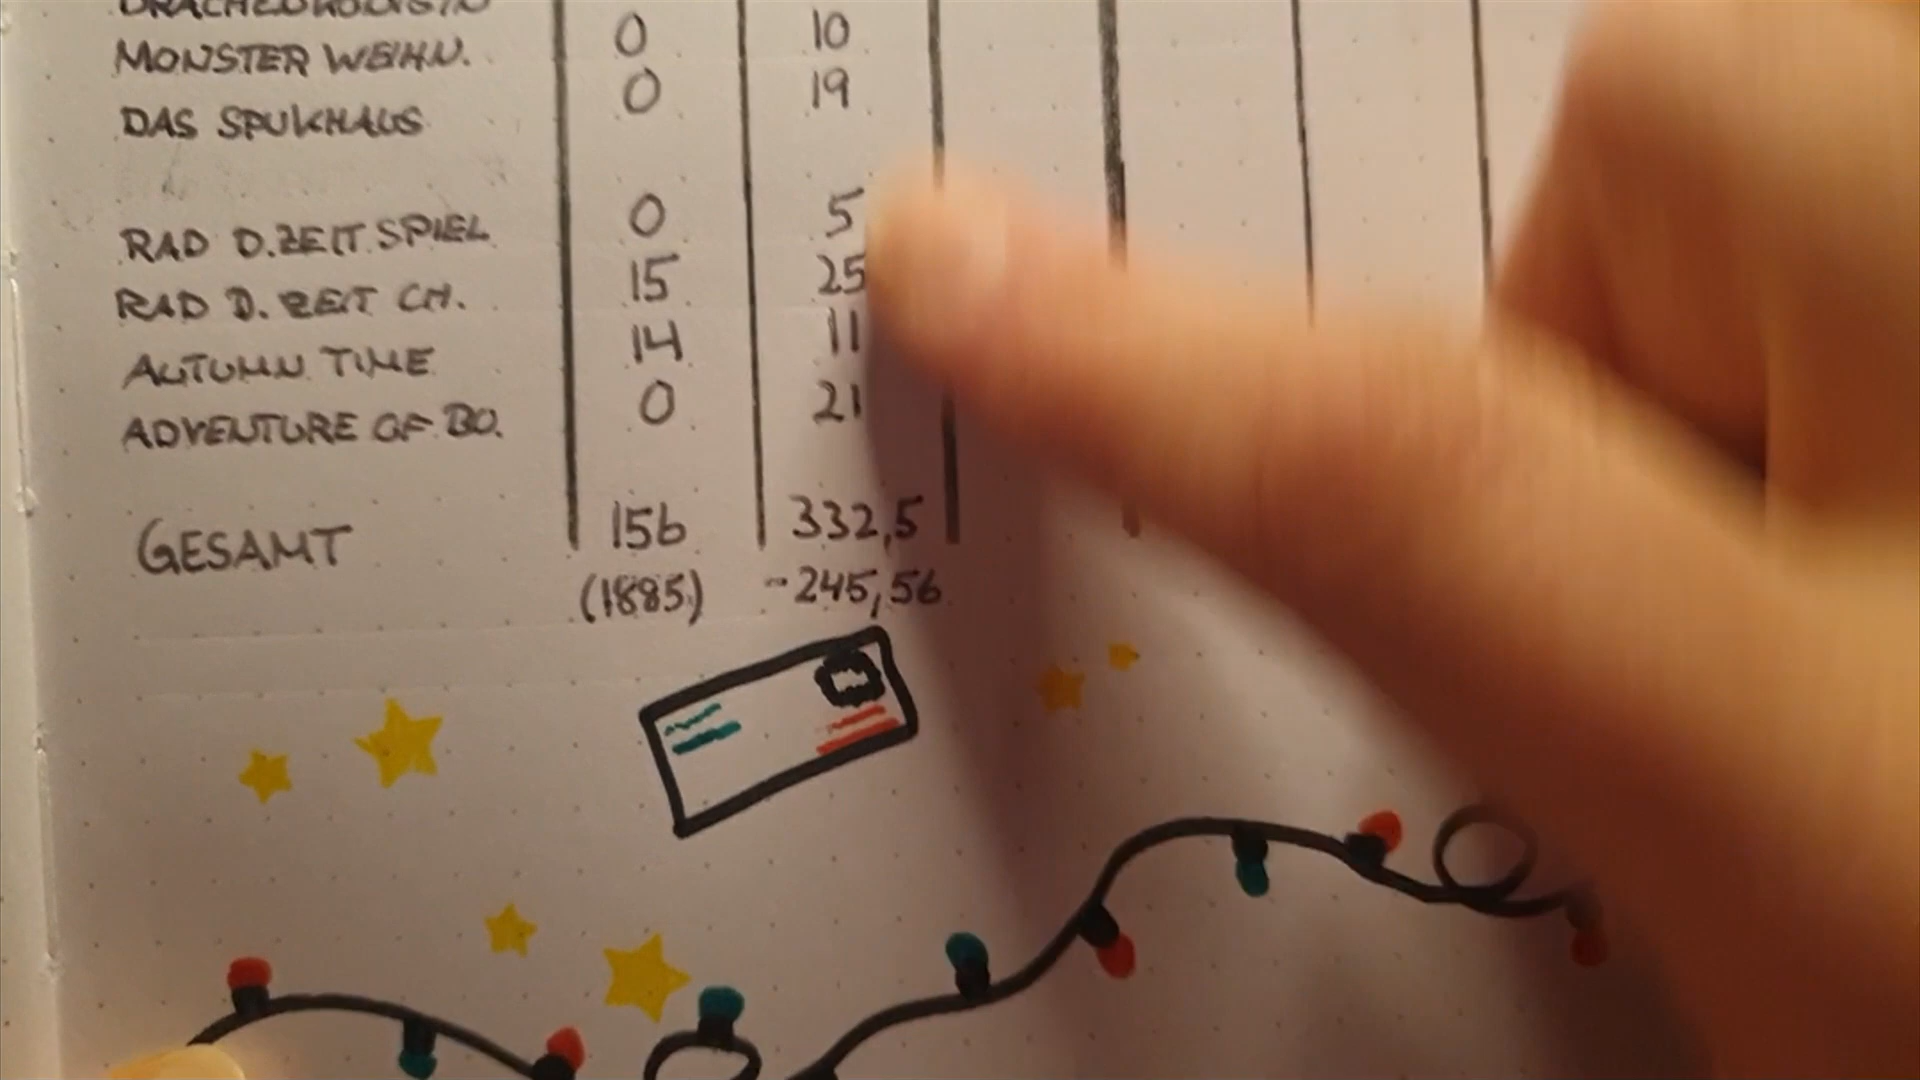 MONSTER WEIHN. 0 10
DAS SPUKHAUS 0 19
RAD D. ZEIT SPIEL 0 5
RAD D. ZEIT CH. 15 25
AUTUMN TIME 14 11
ADVENTURE OF BO. 0 21
GESAMT 156 332,5
(1885) -245,56